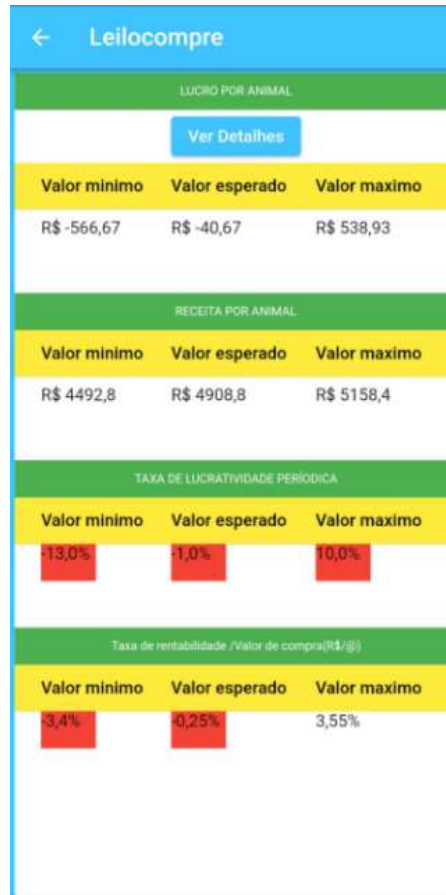 Leilocompre
LUCRO POR ANIMAL
Ver Detalhes
Valor minimo Valor esperado Valor maximo
R$ -566,67 R$ -40,67 R$ 538,93
RECEITA POR ANIMAL
Valor minimo Valor esperado Valor maximo
R$ 4492,8 R$ 4908,8 R$ 5158,4
TAXA DE LUCRATIVIDADE PERÍODICA
Valor minimo Valor esperado Valor maximo
-13,0% -1,0% 10,0%
Taxa de rentabilidade /Valor de compra(R$/@)
Valor minimo Valor esperado Valor maximo
-3,4% -0,25% 3,55%